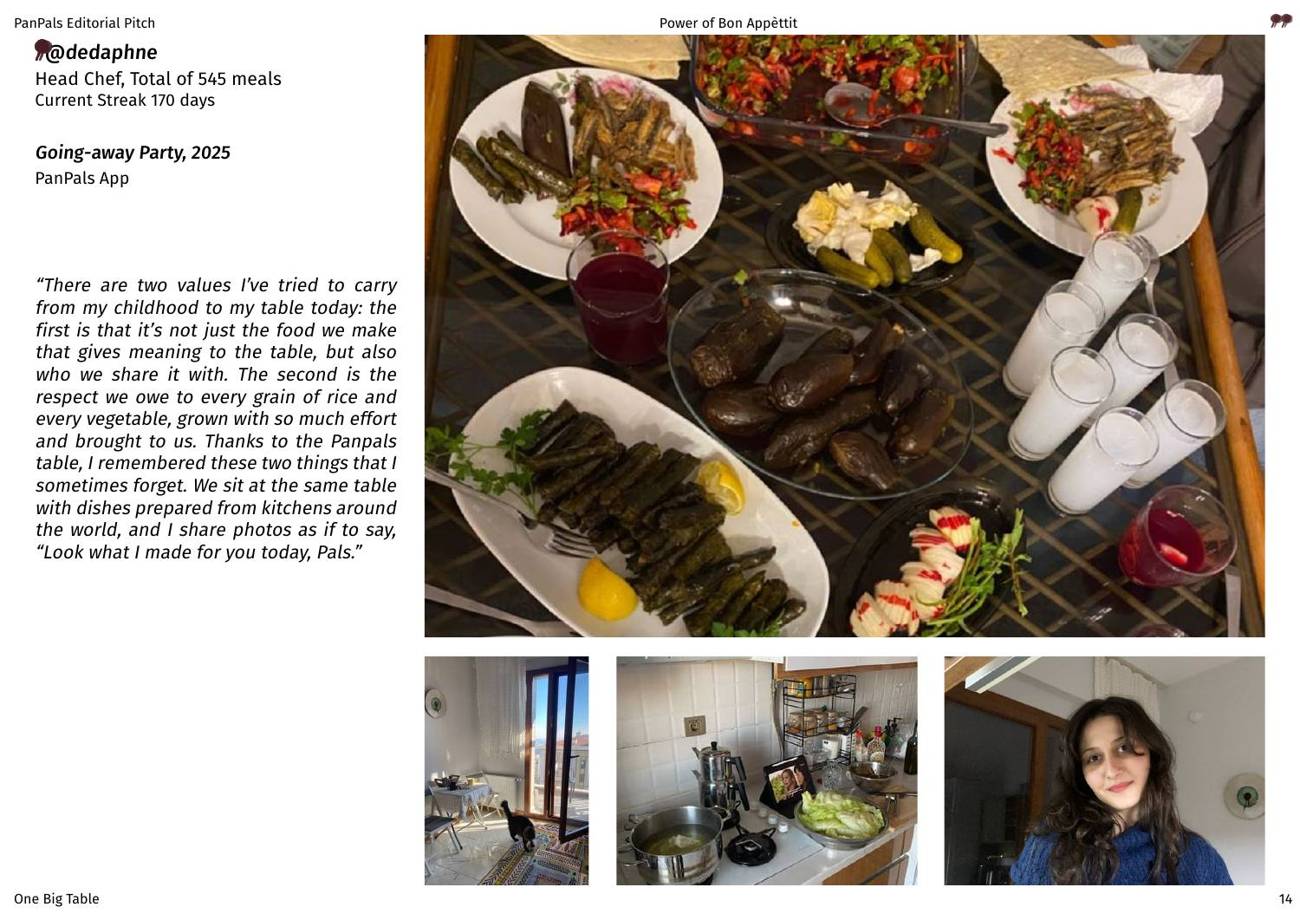 PanPals Editorial Pitch
Power of Bon Appèttit
@dedaphne
Head Chef, Total of 545 meals
Current Streak 170 days
Going-away Party, 2025
PanPals App
“There are two values I’ve tried to carry
from my childhood to my table today: the
first is that it’s not just the food we make
that gives meaning to the table, but also
who we share it with. The second is the
respect we owe to every grain of rice and
every vegetable, grown with so much effort
and brought to us. Thanks to the Panpals
table, I remembered these two things that I
sometimes forget. We sit at the same table
with dishes prepared from kitchens around
the world, and I share photos as if to say,
“Look what I made for you today, Pals.”
One Big Table
14